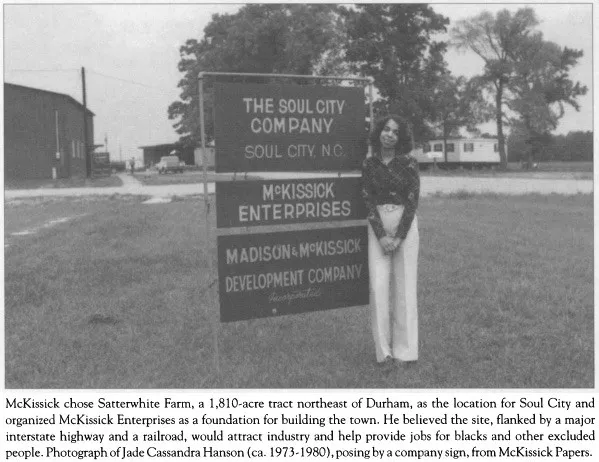 THE SOUL CITY
COMPANY
SOUL CITY, N.C.
McKISSICK
ENTERPRISES
MADISON & McKISSICK
DEVELOPMENT COMPANY
Incorporated
McKissick chose Satterwhite Farm, a 1,810-acre tract northeast of Durham, as the location for Soul City and
organized McKissick Enterprises as a foundation for building the town. He believed the site, flanked by a major
interstate highway and a railroad, would attract industry and help provide jobs for blacks and other excluded
people. Photograph of Jade Cassandra Hanson (ca. 1973-1980), posing by a company sign, from McKissick Papers.